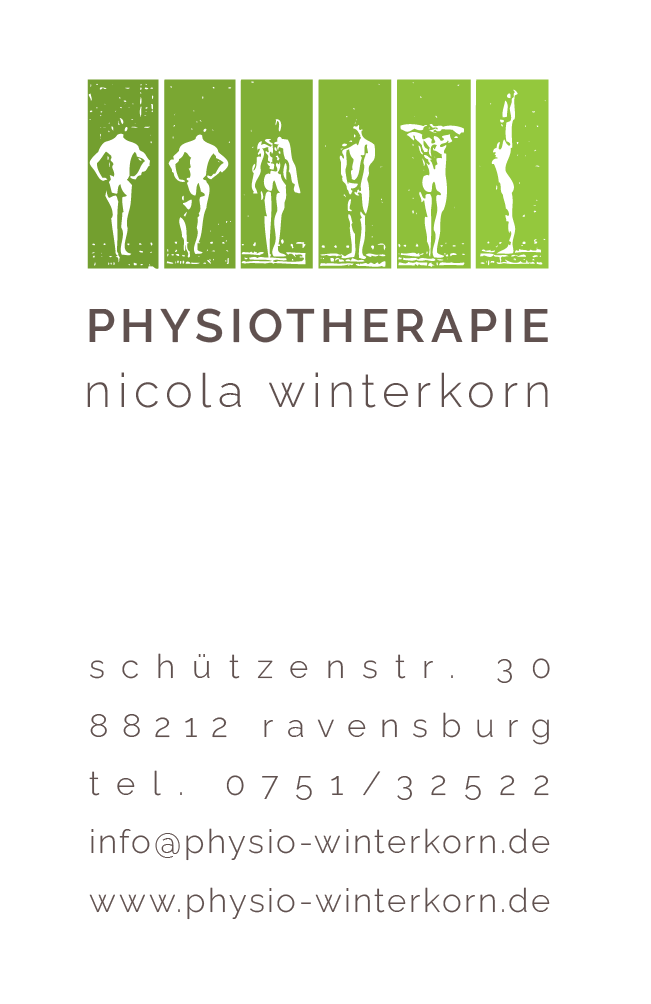 PHYSIOTHERAPIE
nicola winterkorn
schützenstr. 30
88212 ravensburg
tel. 0751/32522
info@physio-winterkorn.de
www.physio-winterkorn.de